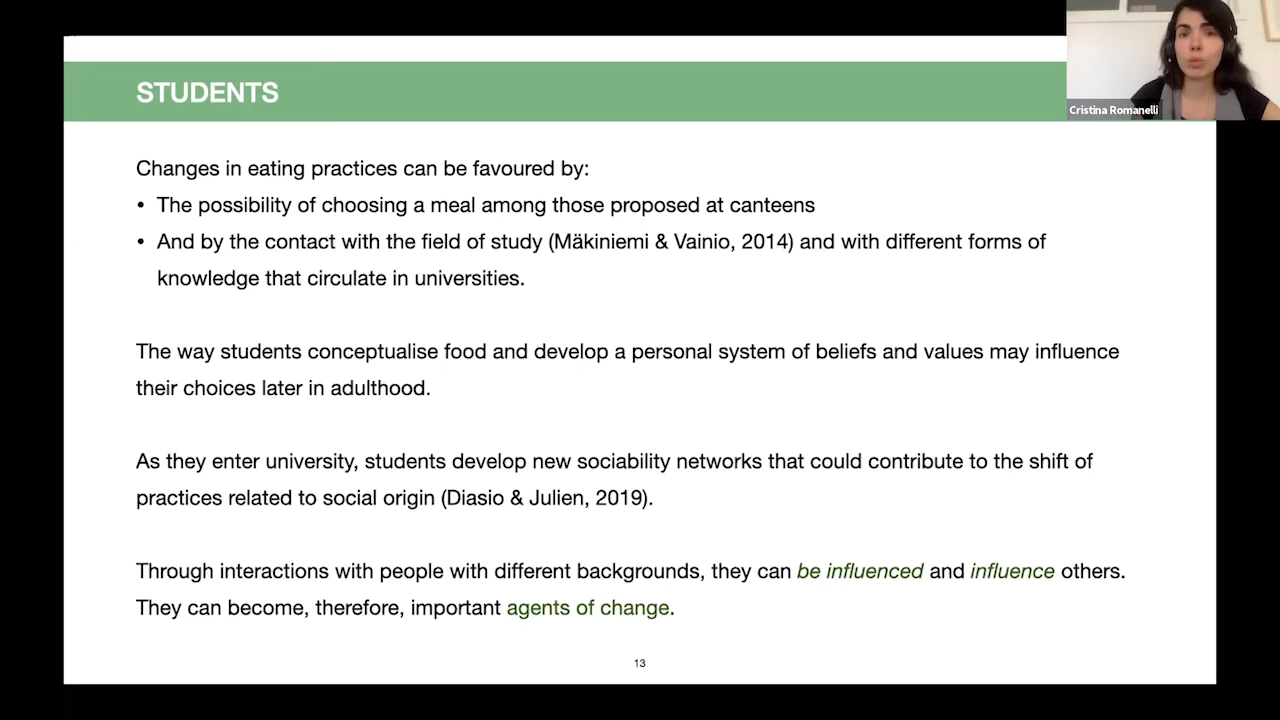 STUDENTS
Cristina Romanelli
Changes in eating practices can be favoured by:
• The possibility of choosing a meal among those proposed at canteens
• And by the contact with the field of study (Mäkiniemi & Vainio, 2014) and with different forms of
knowledge that circulate in universities.
The way students conceptualise food and develop a personal system of beliefs and values may influence
their choices later in adulthood.
As they enter university, students develop new sociability networks that could contribute to the shift of
practices related to social origin (Diasio & Julien, 2019).
Through interactions with people with different backgrounds, they can be influenced and influence others.
They can become, therefore, important agents of change.
13